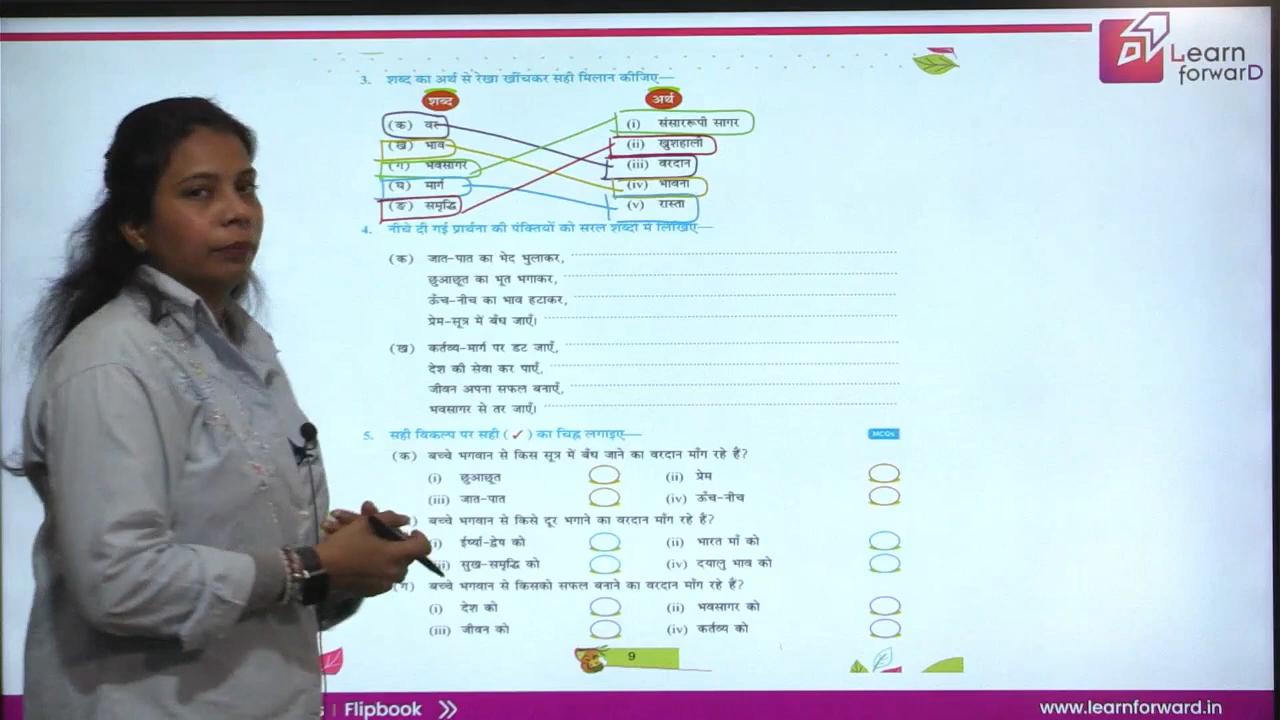 Learn
forwarD
3. शब्द का अर्थ से रेखा खींचकर सही मिलान कीजिए—
शब्द अर्थ
(क) वर (i) संसाररूपी सागर
(ख) भाव (ii) खुशहाली
(ग) भवसागर (iii) वरदान
(घ) मार्ग (iv) भावना
(ङ) समृद्धि (v) रास्ता
4. नीचे दी गई प्रार्थना की पंक्तियों को सरल शब्दों में लिखिए—
(क) जात-पात का भेद भुलाकर,
छुआछूत का भूत भगाकर,
ऊँच-नीच का भाव हटाकर,
प्रेम-सूत्र में बँध जाएँ।
(ख) कर्तव्य-मार्ग पर डट जाएँ,
देश की सेवा कर पाएँ,
जीवन अपना सफल बनाएँ,
भवसागर से तर जाएँ।
5. सही विकल्प पर सही (✓) का चिह्न लगाइए—
MCQs
(क) बच्चे भगवान से किस सूत्र में बँध जाने का वरदान माँग रहे हैं?
(i) छुआछूत (ii) प्रेम
(iii) जात-पात (iv) ऊँच-नीच
) बच्चे भगवान से किसे दूर भगाने का वरदान माँग रहे हैं?
i) ईर्ष्या-द्वेष को (ii) भारत माँ को
ii) सुख-समृद्धि को (iv) दयालु भाव को
(ग) बच्चे भगवान से किसको सफल बनाने का वरदान माँग रहे हैं?
(i) देश को (ii) भवसागर को
(iii) जीवन को (iv) कर्तव्य को
9
s | Flipbook
www.learnforward.in